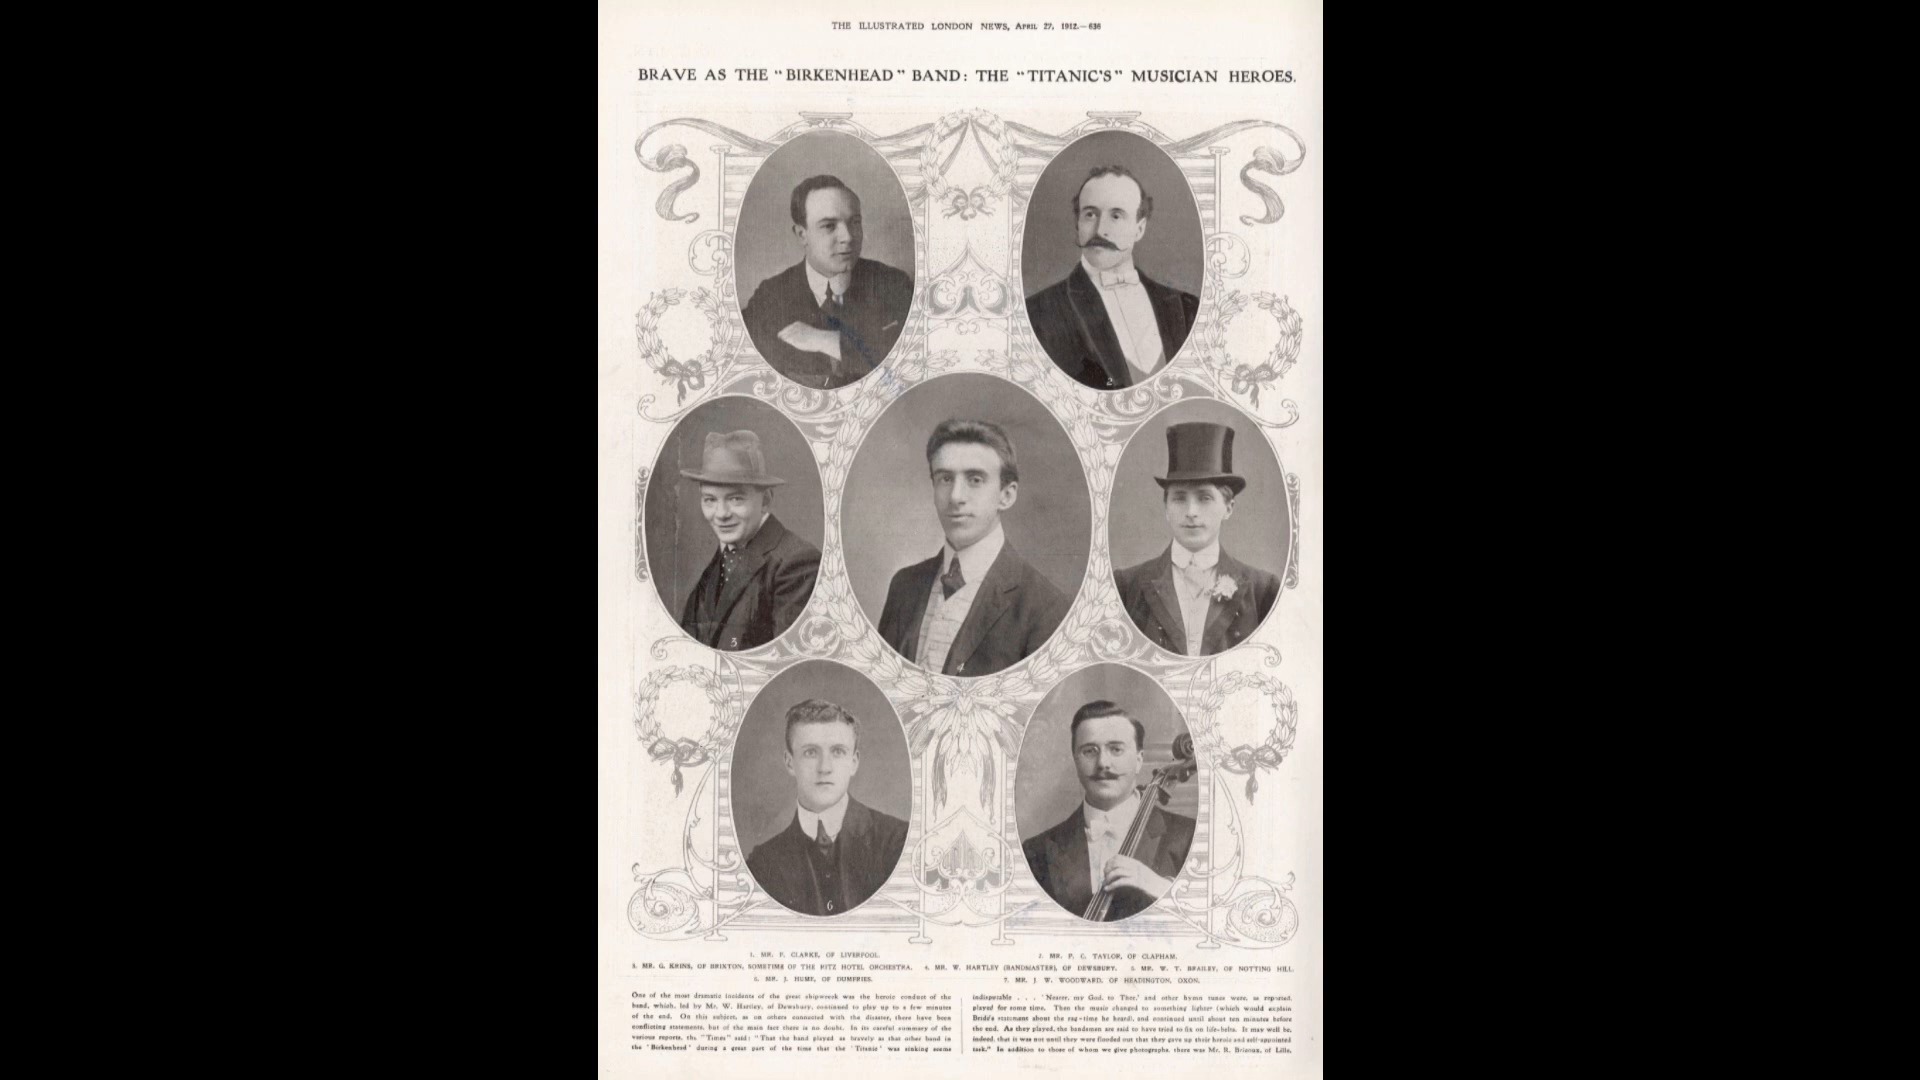 THE ILLUSTRATED LONDON NEWS, APRIL 27, 1912.—636
BRAVE AS THE "BIRKENHEAD" BAND: THE "TITANIC'S" MUSICIAN HEROES.
1
2
3
4
6
1. MR. F. CLARKE, OF LIVERPOOL.
2. MR. P. C. TAYLOR, OF CLAPHAM.
3. MR. G. KRINS, OF BRIXTON, SOMETIME OF THE RITZ HOTEL ORCHESTRA.
4. MR. W. HARTLEY (BANDMASTER), OF DEWSBURY.
5. MR. W. T. BRAILEY, OF NOTTING HILL.
6. MR. J. HUME, OF DUMFRIES.
7. MR. J. W. WOODWARD, OF HEADINGTON, OXON.
One of the most dramatic incidents of the great shipwreck was the heroic conduct of the
band, which, led by Mr. W. Hartley, of Dewsbury, continued to play up to a few minutes
of the end. On this subject, as on others connected with the disaster, there have been
conflicting statements, but of the main fact there is no doubt. In its careful summary of the
various reports, the "Times" said: "That the band played as bravely as that other band in
the 'Birkenhead' during a great part of the time that the 'Titanic' was sinking seems
indisputable . . . 'Nearer, my God, to Thee,' and other hymn tunes were, as reported,
played for some time. Then the music changed to something lighter (which would explain
Bride's statement about the rag-time he heard), and continued until about ten minutes before
the end. As they played, the bandsmen are said to have tried to fix on life-belts. It may well be,
indeed, that it was not until they were flooded out that they gave up their heroic and self-appointed
task." In addition to those of whom we give photographs, there was Mr. R. Bricoux, of Lille.